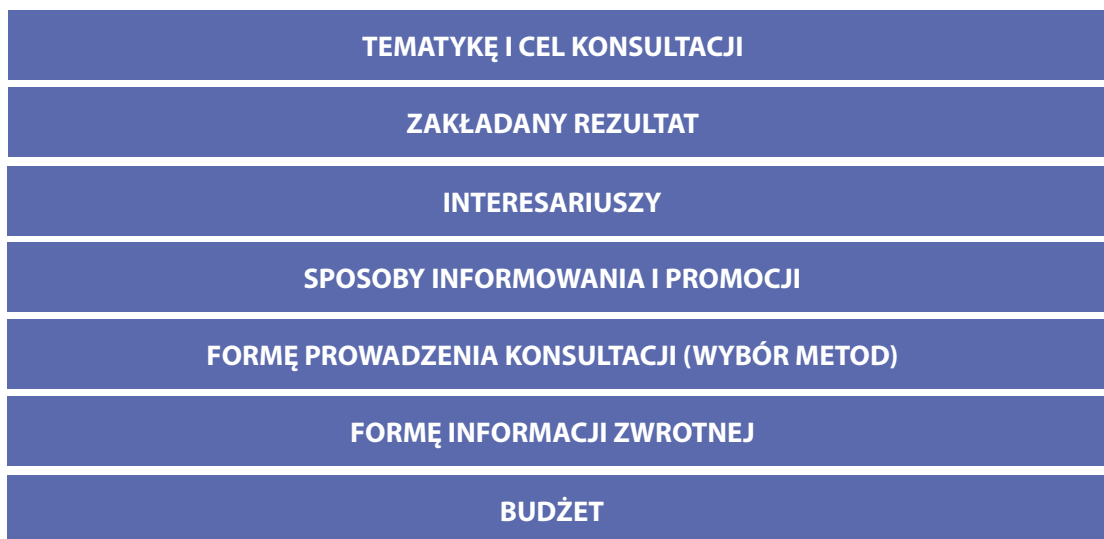 TEMATYKĘ I CEL KONSULTACJI
ZAKŁADANY REZULTAT
INTERESARIUSZY
SPOSOBY INFORMOWANIA I PROMOCJI
FORMĘ PROWADZENIA KONSULTACJI (WYBÓR METOD)
FORMĘ INFORMACJI ZWROTNEJ
BUDŻET